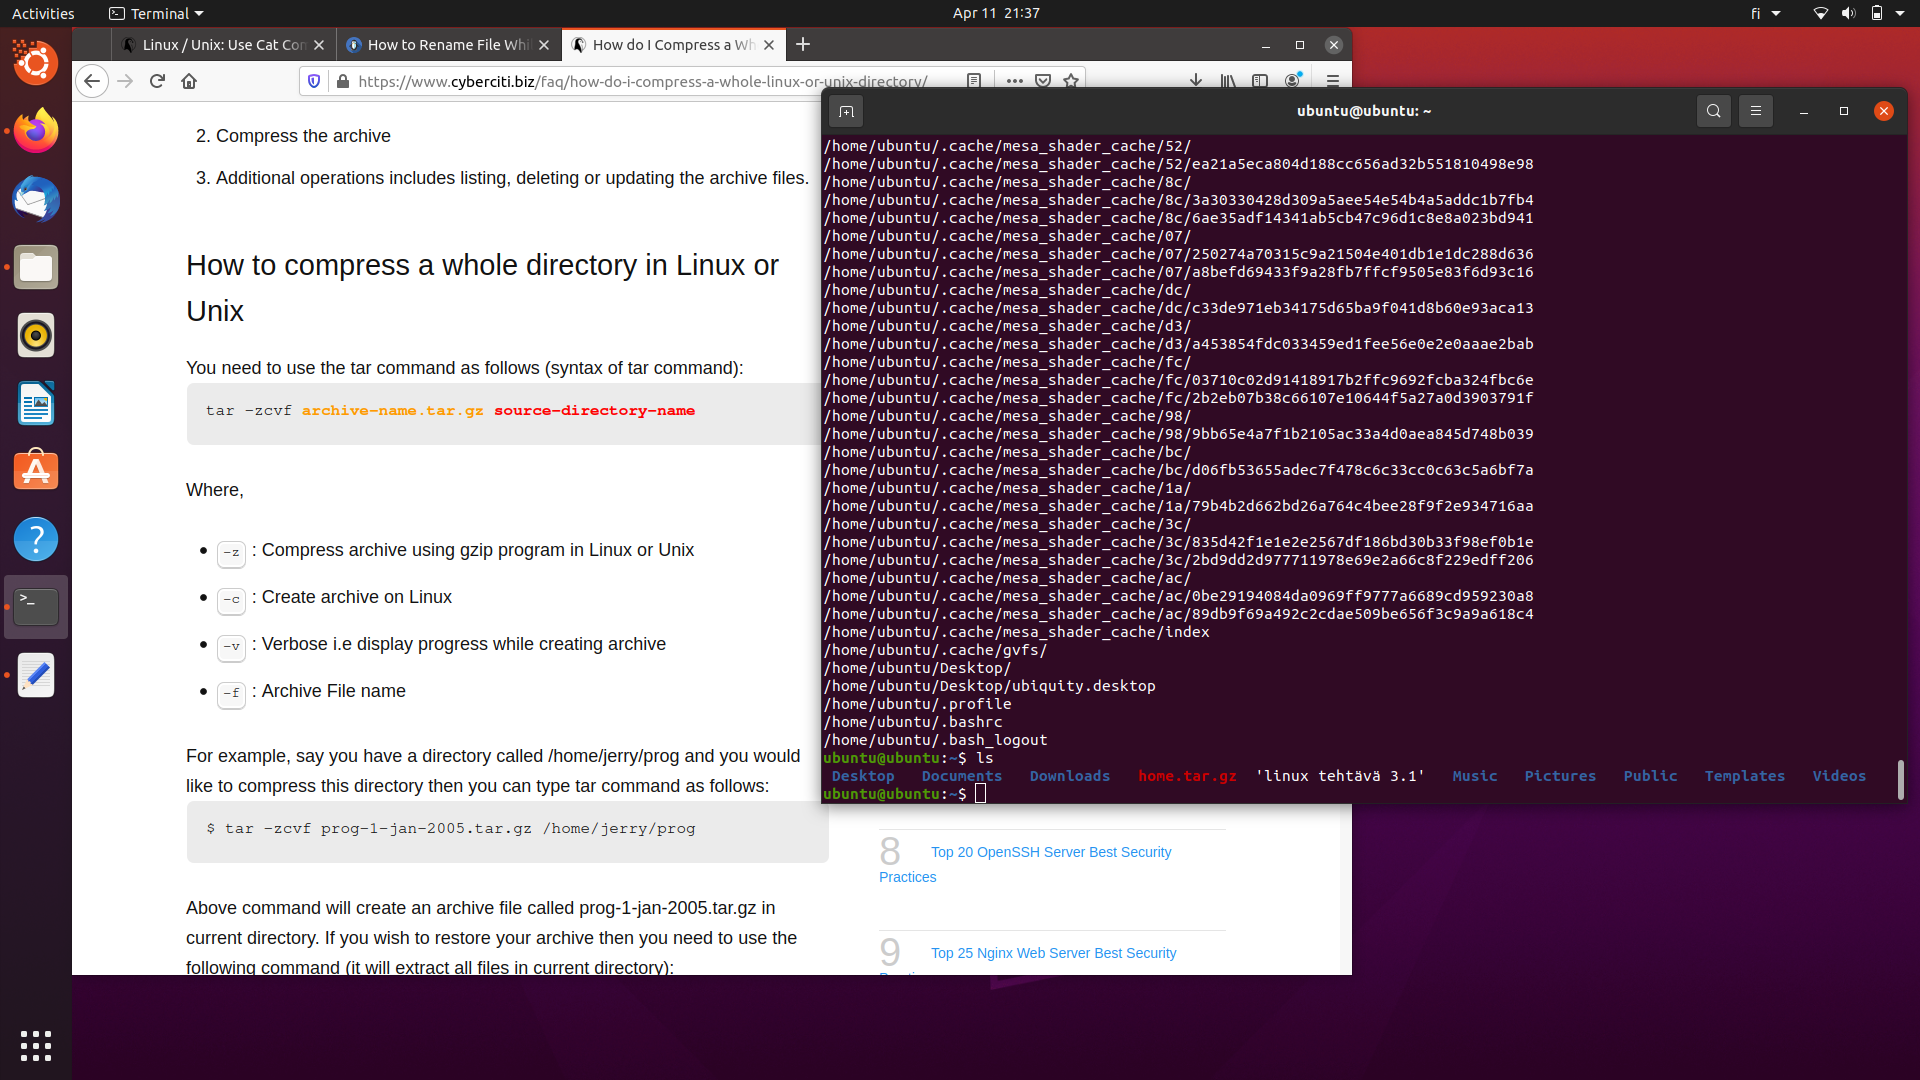 Activities
Terminal
Apr 11 21:37
fi
Linux / Unix: Use Cat Con
How to Rename File Whi
How do I Compress a Wh
https://www.cyberciti.biz/faq/how-do-i-compress-a-whole-linux-or-unix-directory/
2. Compress the archive
3. Additional operations includes listing, deleting or updating the archive files.
How to compress a whole directory in Linux or
Unix
You need to use the tar command as follows (syntax of tar command):
tar -zcvf archive-name.tar.gz source-directory-name
Where,
-z : Compress archive using gzip program in Linux or Unix
-c : Create archive on Linux
-v : Verbose i.e display progress while creating archive
-f : Archive File name
For example, say you have a directory called /home/jerry/prog and you would
like to compress this directory then you can type tar command as follows:
$ tar -zcvf prog-1-jan-2005.tar.gz /home/jerry/prog
Above command will create an archive file called prog-1-jan-2005.tar.gz in
current directory. If you wish to restore your archive then you need to use the
following command (it will extract all files in current directory):
8 Top 20 OpenSSH Server Best Security
Practices
9 Top 25 Nginx Web Server Best Security
ubuntu@ubuntu: ~
/home/ubuntu/.cache/mesa_shader_cache/52/
/home/ubuntu/.cache/mesa_shader_cache/52/ea21a5eca804d188cc656ad32b551810498e98
/home/ubuntu/.cache/mesa_shader_cache/8c/
/home/ubuntu/.cache/mesa_shader_cache/8c/3a30330428d309a5aee54e54b4a5addc1b7fb4
/home/ubuntu/.cache/mesa_shader_cache/8c/6ae35adf14341ab5cb47c96d1c8e8a023bd941
/home/ubuntu/.cache/mesa_shader_cache/07/
/home/ubuntu/.cache/mesa_shader_cache/07/250274a70315c9a21504e401db1e1dc288d636
/home/ubuntu/.cache/mesa_shader_cache/07/a8befd69433f9a28fb7ffcf9505e83f6d93c16
/home/ubuntu/.cache/mesa_shader_cache/dc/
/home/ubuntu/.cache/mesa_shader_cache/dc/c33de971eb34175d65ba9f041d8b60e93aca13
/home/ubuntu/.cache/mesa_shader_cache/d3/
/home/ubuntu/.cache/mesa_shader_cache/d3/a453854fdc033459ed1fee56e0e2e0aaae2bab
/home/ubuntu/.cache/mesa_shader_cache/fc/
/home/ubuntu/.cache/mesa_shader_cache/fc/03710c02d91418917b2ffc9692fcba324fbc6e
/home/ubuntu/.cache/mesa_shader_cache/fc/2b2eb07b38c66107e10644f5a27a0d3903791f
/home/ubuntu/.cache/mesa_shader_cache/98/
/home/ubuntu/.cache/mesa_shader_cache/98/9bb65e4a7f1b2105ac33a4d0aea845d748b039
/home/ubuntu/.cache/mesa_shader_cache/bc/
/home/ubuntu/.cache/mesa_shader_cache/bc/d06fb53655adec7f478c6c33cc0c63c5a6bf7a
/home/ubuntu/.cache/mesa_shader_cache/1a/
/home/ubuntu/.cache/mesa_shader_cache/1a/79b4b2d662bd26a764c4bee28f9f2e934716aa
/home/ubuntu/.cache/mesa_shader_cache/3c/
/home/ubuntu/.cache/mesa_shader_cache/3c/835d42f1e1e2e2567df186bd30b33f98ef0b1e
/home/ubuntu/.cache/mesa_shader_cache/3c/2bd9dd2d977711978e69e2a66c8f229edff206
/home/ubuntu/.cache/mesa_shader_cache/ac/
/home/ubuntu/.cache/mesa_shader_cache/ac/0be29194084da0969ff9777a6689cd959230a8
/home/ubuntu/.cache/mesa_shader_cache/ac/89db9f69a492c2cdae509be656f3c9a9a618c4
/home/ubuntu/.cache/mesa_shader_cache/index
/home/ubuntu/.cache/gvfs/
/home/ubuntu/Desktop/
/home/ubuntu/Desktop/ubiquity.desktop
/home/ubuntu/.profile
/home/ubuntu/.bashrc
/home/ubuntu/.bash_logout
ubuntu@ubuntu:~$ ls
Desktop Documents Downloads home.tar.gz 'linux tehtävä 3.1' Music Pictures Public Templates Videos
ubuntu@ubuntu:~$